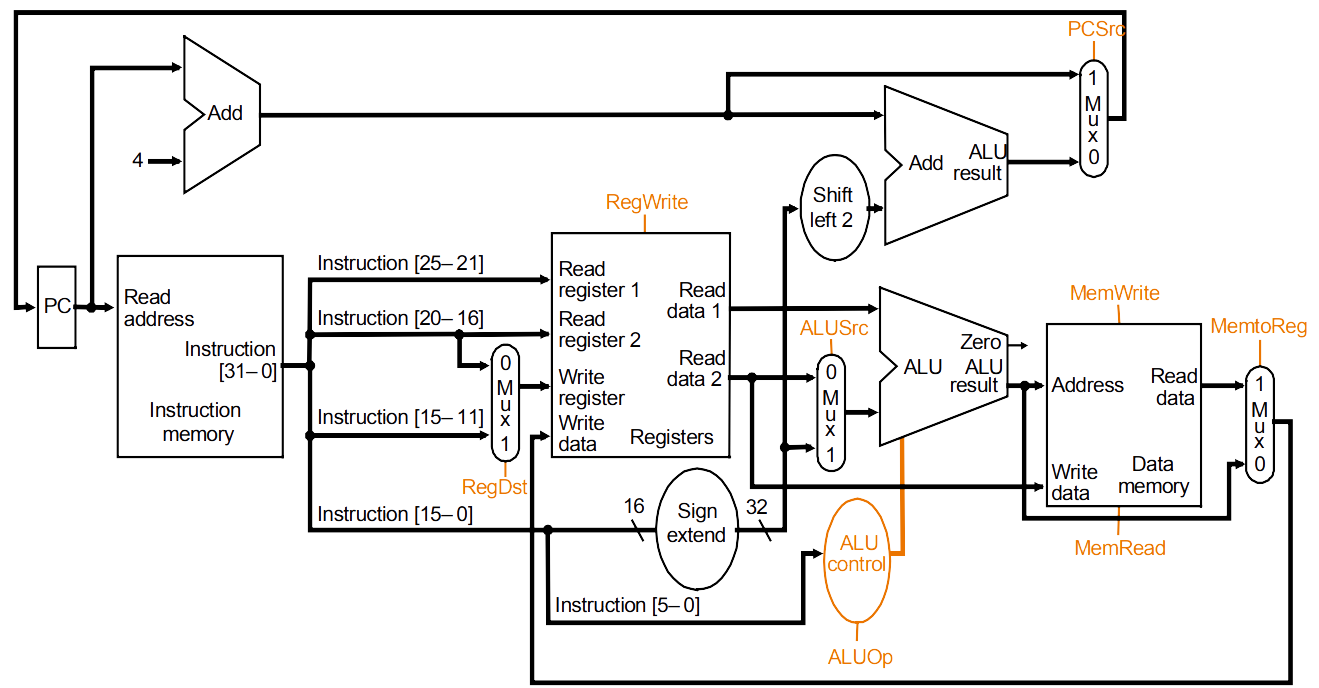 PCSrc
1
M
u
x
0
Add
4
Add
ALU
result
Shift
left 2
RegWrite
PC
Read
address
Instruction
[31–0]
Instruction
memory
Instruction [25–21]
Instruction [20–16]
Instruction [15–11]
Instruction [15–0]
Instruction [5–0]
0
M
u
x
1
RegDst
Read
register 1
Read
register 2
Write
register
Write
data
Read
data 1
Read
data 2
Registers
16
Sign
extend
32
ALUSrc
0
M
u
x
1
Zero
ALU
ALU
result
ALU
control
ALUOp
MemWrite
Address
Read
data
Write
data
Data
memory
MemRead
MemtoReg
1
M
u
x
0